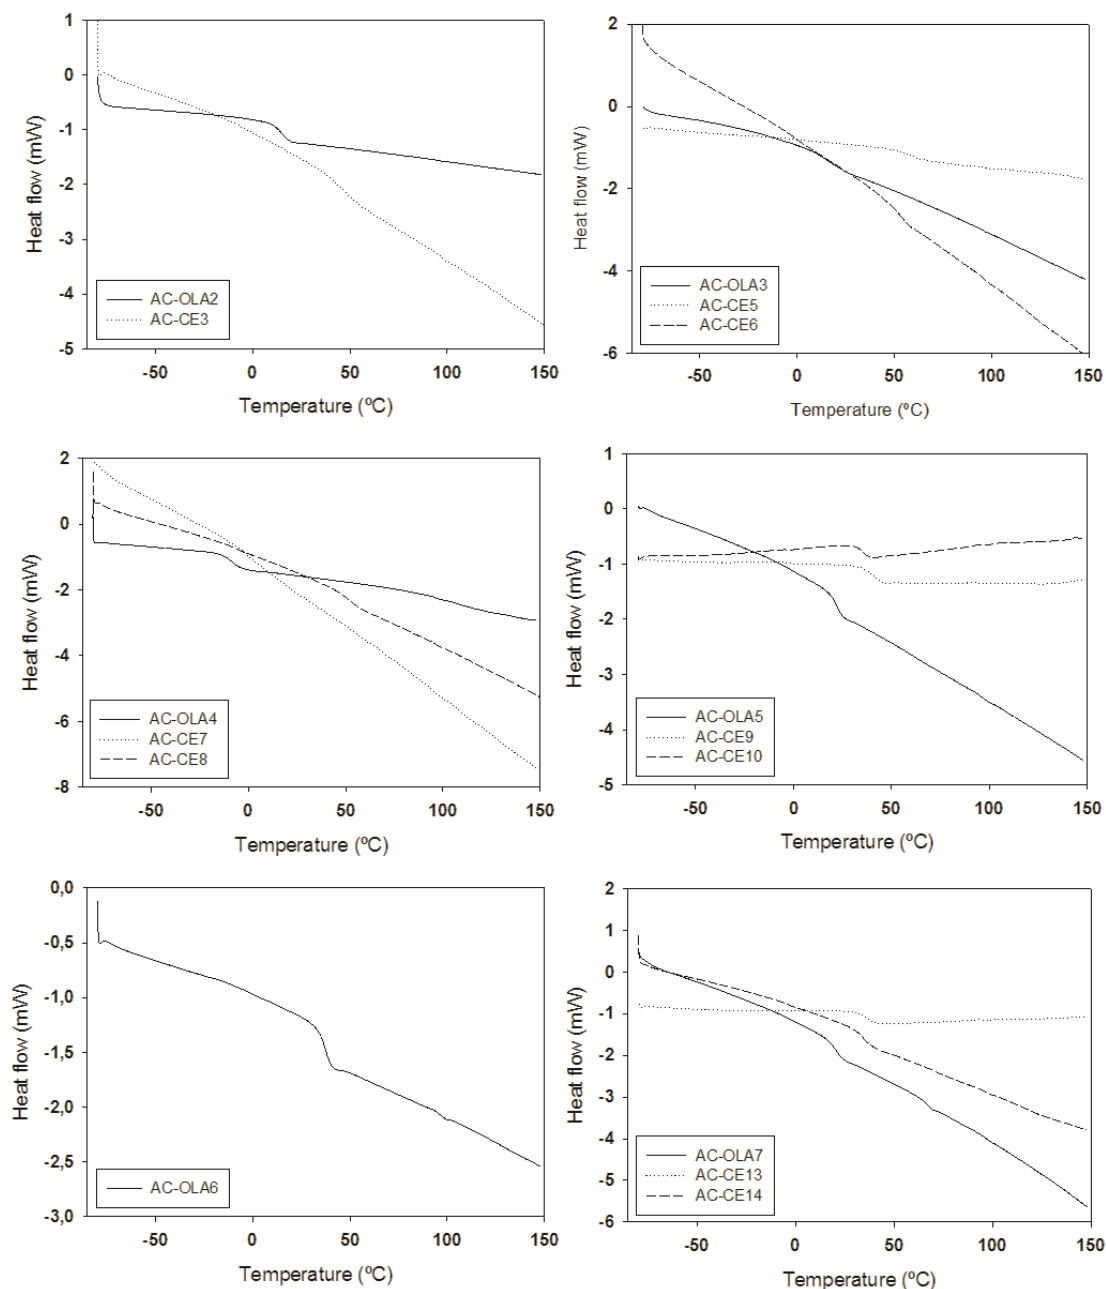 1
0
-1
-2
-3
-4
-5
Heat flow (mW)
AC-OLA2
AC-CE3
-50 0 50 100 150
Temperature (ºC)
2
0
-2
-4
-6
Heat flow (mW)
AC-OLA3
AC-CE5
AC-CE6
-50 0 50 100 150
Temperature (ºC)
2
0
-2
-4
-6
-8
Heat flow (mW)
AC-OLA4
AC-CE7
AC-CE8
-50 0 50 100 150
Temperature (ºC)
1
0
-1
-2
-3
-4
-5
Heat flow (mW)
AC-OLA5
AC-CE9
AC-CE10
-50 0 50 100 150
Temperature (ºC)
0,0
-0,5
-1,0
-1,5
-2,0
-2,5
-3,0
Heat flow (mW)
AC-OLA6
-50 0 50 100 150
Temperature (ºC)
2
1
0
-1
-2
-3
-4
-5
-6
Heat flow (mW)
AC-OLA7
AC-CE13
AC-CE14
-50 0 50 100 150
Temperature (ºC)